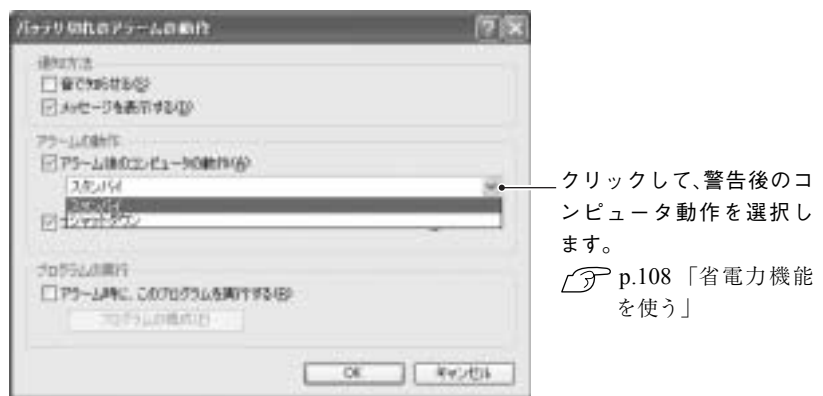 バッテリ切れのアラームの動作
通知方法
音で知らせる(S)
メッセージを表示する(D)
アラームの動作
アラーム後のコンピュータの動作(A)
スタンバイ
スタンバイ
シャットダウン
プログラムの実行
アラーム時に、このプログラムを実行する(R)
プログラムの構成(P)
OK
キャンセル
クリックして、警告後のコ
ンピュータ動作を選択し
ます。
p.108「省電力機能
を使う」